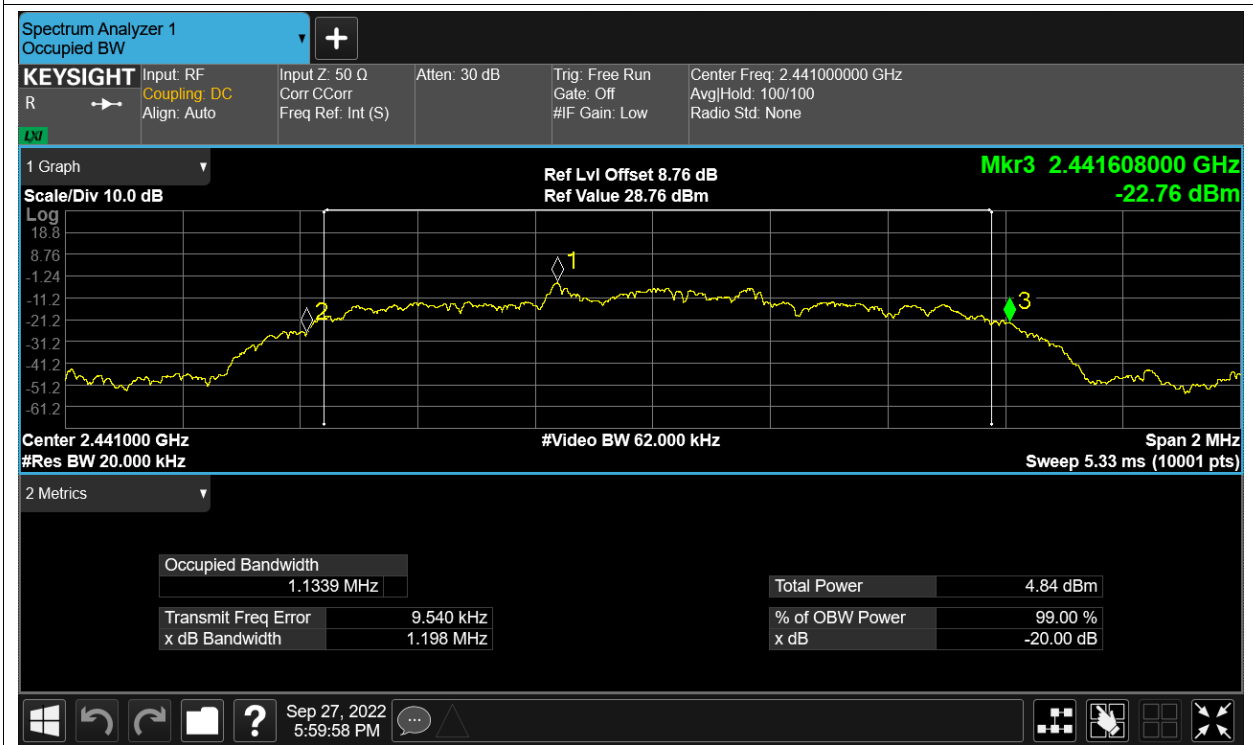 Spectrum Analyzer 1
Occupied BW
▼
+
KEYSIGHT
R
LXI
Input: RF
Coupling: DC
Align: Auto
Input Z: 50 Ω
Corr CCorr
Freq Ref: Int (S)
Atten: 30 dB
Trig: Free Run
Gate: Off
#IF Gain: Low
Center Freq: 2.441000000 GHz
Avg|Hold: 100/100
Radio Std: None
1 Graph ▼
Scale/Div 10.0 dB
Ref Lvl Offset 8.76 dB
Ref Value 28.76 dBm
Mkr3 2.441608000 GHz
-22.76 dBm
Log
18.8
8.76
-1.24
-11.2
-21.2
-31.2
-41.2
-51.2
-61.2
1
2
3
Center 2.441000 GHz
#Res BW 20.000 kHz
#Video BW 62.000 kHz
Span 2 MHz
Sweep 5.33 ms (10001 pts)
2 Metrics ▼
Occupied Bandwidth
1.1339 MHz
Transmit Freq Error 9.540 kHz
x dB Bandwidth 1.198 MHz
Total Power 4.84 dBm
% of OBW Power 99.00 %
x dB -20.00 dB
?
Sep 27, 2022
5:59:58 PM